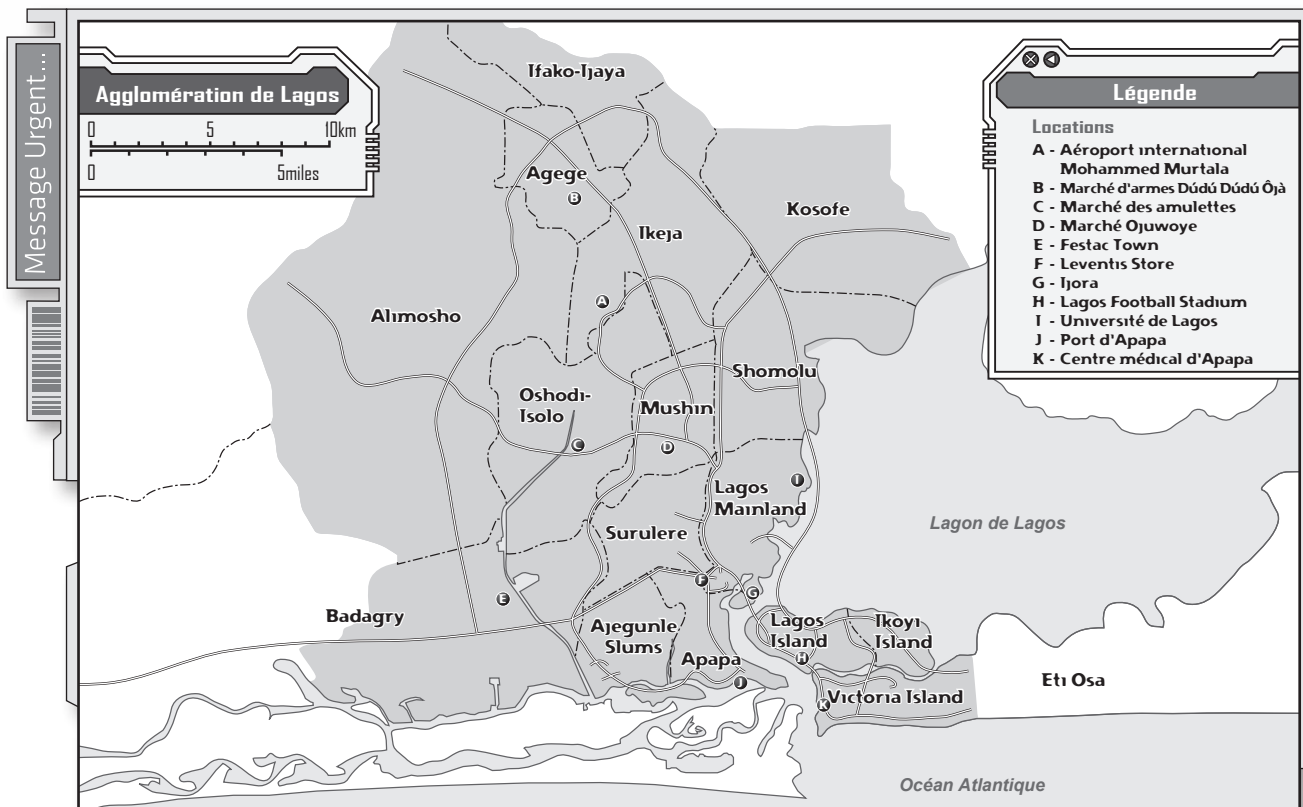 Message Urgent...
Agglomération de Lagos
0 5 10km
0 5miles
Légende
Locations
A - Aéroport international
Mohammed Murtala
B - Marché d'armes Dúdú Dúdú Ôjà
C - Marché des amulettes
D - Marché Ojuwoye
E - Festac Town
F - Leventis Store
G - Ijora
H - Lagos Football Stadium
I - Université de Lagos
J - Port d'Apapa
K - Centre médical d'Apapa
Ifako-Ijaya
Agege
B
Ikeja
Kosofe
A
Alimosho
Shomolu
Oshodi-
Isolo
Mushin
C
D
Lagos
Mainland
I
Lagon de Lagos
Surulere
F
G
E
Badagry
Ajegunle
Slums
Lagos
Island
Ikoyi
Island
Apapa
H
J
Eti Osa
Victoria Island
K
Océan Atlantique